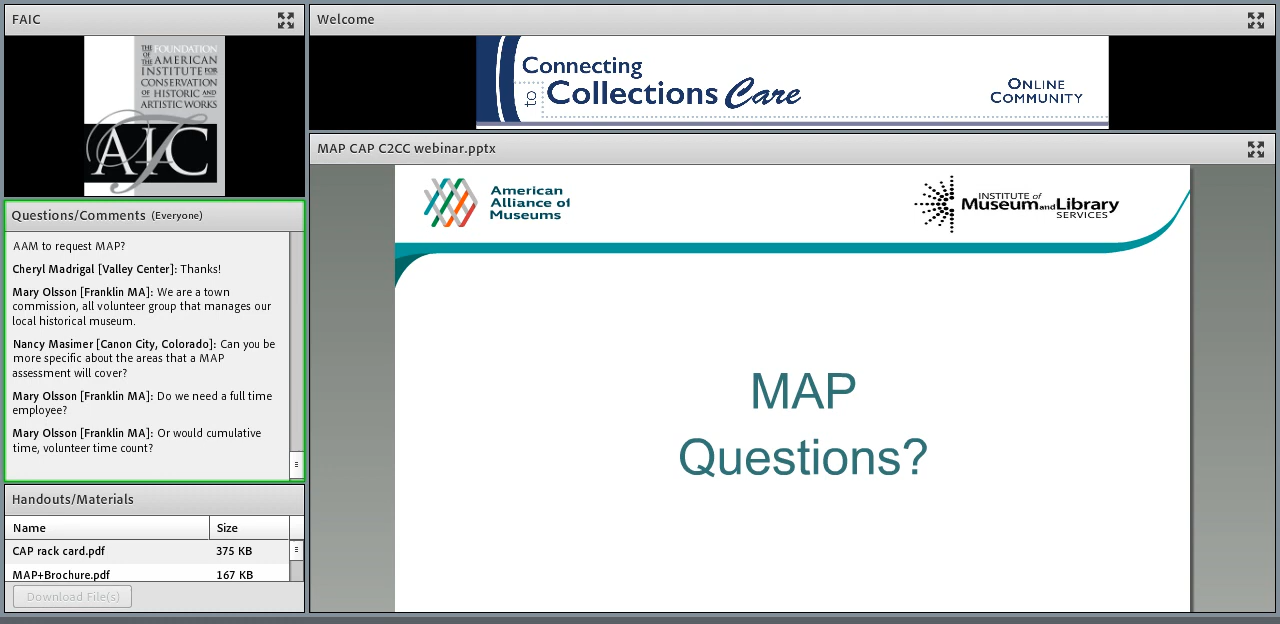 FAIC
THE FOUNDATION
OF THE AMERICAN
INSTITUTE FOR
CONSERVATION
OF HISTORIC AND
ARTISTIC WORKS
AIC
Questions/Comments (Everyone)
AAM to request MAP?
Cheryl Madrigal [Valley Center]: Thanks!
Mary Olsson [Franklin MA]: We are a town
commission, all volunteer group that manages our
local historical museum.
Nancy Masimer [Canon City, Colorado]: Can you be
more specific about the areas that a MAP
assessment will cover?
Mary Olsson [Franklin MA]: Do we need a full time
employee?
Mary Olsson [Franklin MA]: Or would cumulative
time, volunteer time count?
Handouts/Materials
Name Size
CAP rack card.pdf 375 KB
MAP+Brochure.pdf 167 KB
Download File(s)
Welcome
Connecting
to Collections Care
ONLINE
COMMUNITY
MAP CAP C2CC webinar.pptx
American
Alliance of
Museums
INSTITUTE of
Museum and Library
SERVICES
MAP
Questions?